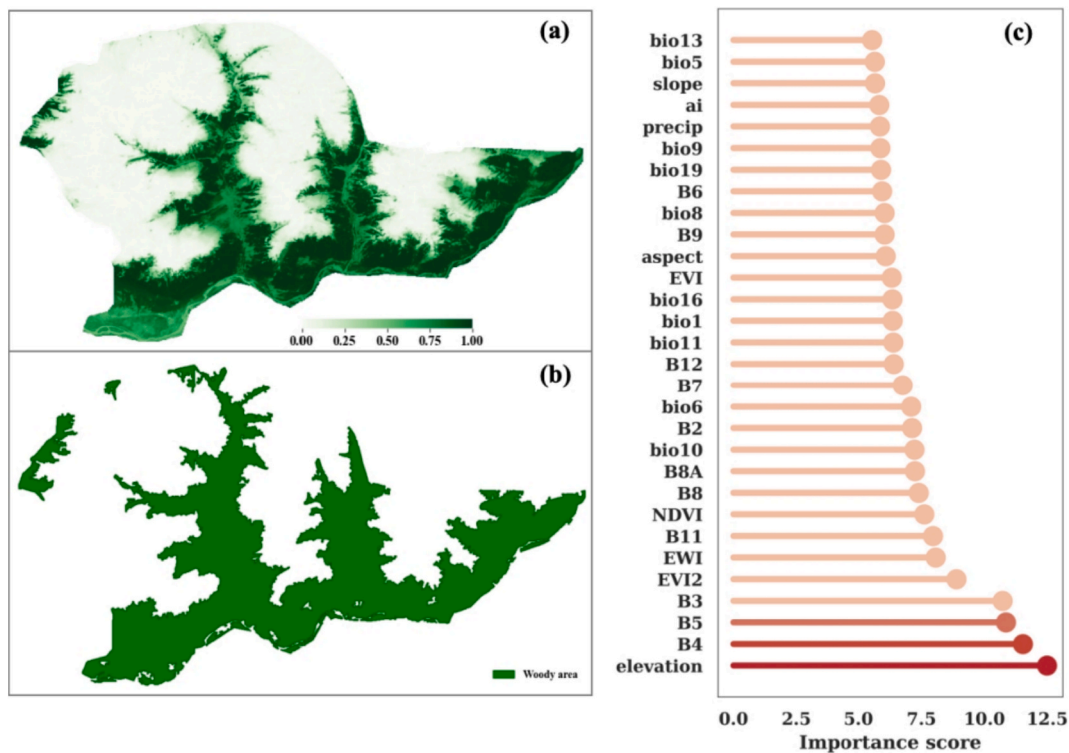 (a)
0.00 0.25 0.50 0.75 1.00
(b)
Woody area
(c)
bio13
bio5
slope
ai
precip
bio9
bio19
B6
bio8
B9
aspect
EVI
bio16
bio1
bio11
B12
B7
bio6
B2
bio10
B8A
B8
NDVI
B11
EWI
EVI2
B3
B5
B4
elevation
0.0 2.5 5.0 7.5 10.0 12.5
Importance score